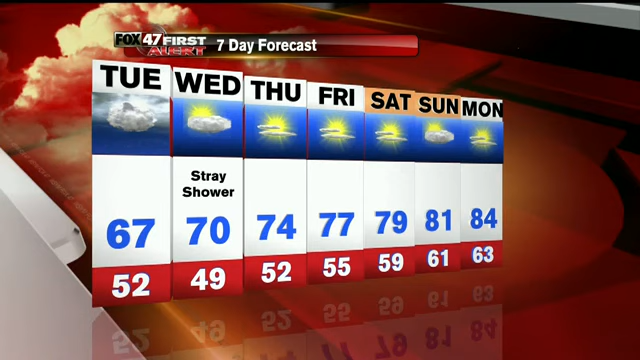 FOX 47 FIRST ALERT 7 Day Forecast
TUE WED THU FRI SAT SUN MON
Stray
Shower
67 70 74 77 79 81 84
52 49 52 55 59 61 63